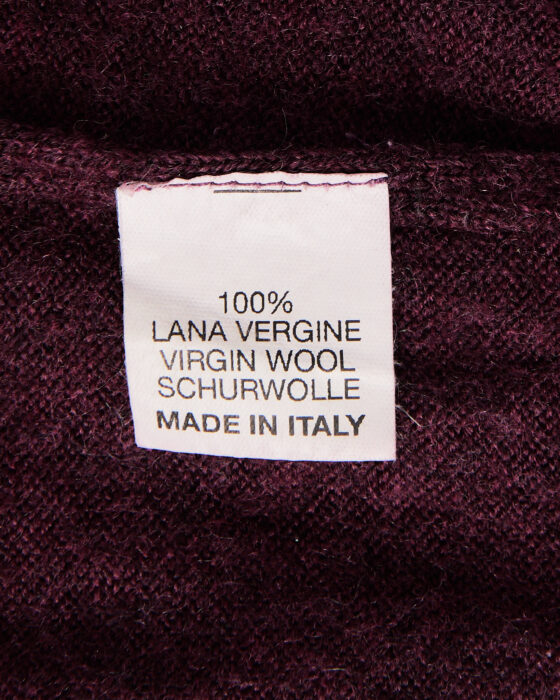 100%
LANA VERGINE
VIRGIN WOOL
SCHURWOLLE
MADE IN ITALY